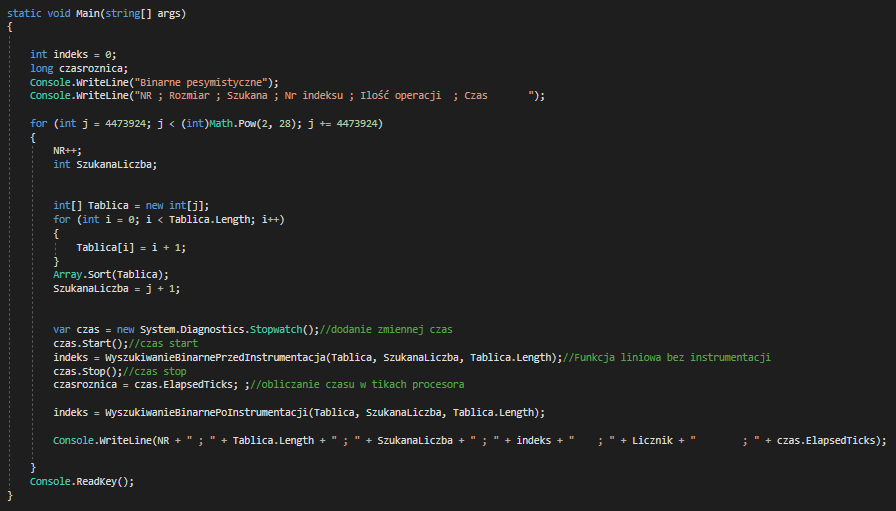 static void Main(string[] args)
{
int indeks = 0;
long czasroznica;
Console.WriteLine("Binarne pesymistyczne");
Console.WriteLine("NR ; Rozmiar ; Szukana ; Nr indeksu ; Ilość operacji  ; Czas       ");
for (int j = 4473924; j < (int)Math.Pow(2, 28); j += 4473924)
{
NR++;
int SzukanaLiczba;
int[] Tablica = new int[j];
for (int i = 0; i < Tablica.Length; i++)
{
Tablica[i] = i + 1;
}
Array.Sort(Tablica);
SzukanaLiczba = j + 1;
var czas = new System.Diagnostics.Stopwatch();//dodanie zmiennej czas
czas.Start();//czas start
indeks = WyszukiwanieBinarnePrzedInstrumentacja(Tablica, SzukanaLiczba, Tablica.Length);//Funkcja liniowa bez instrumentacji
czas.Stop();//czas stop
czasroznica = czas.ElapsedTicks; ;//obliczanie czasu w tikach procesora
indeks = WyszukiwanieBinarnePoInstrumentacji(Tablica, SzukanaLiczba, Tablica.Length);
Console.WriteLine(NR + " ; " + Tablica.Length + " ; " + SzukanaLiczba + " ; " + indeks + "    ; " + Licznik + "        ; " + czas.ElapsedTicks);
}
Console.ReadKey();
}